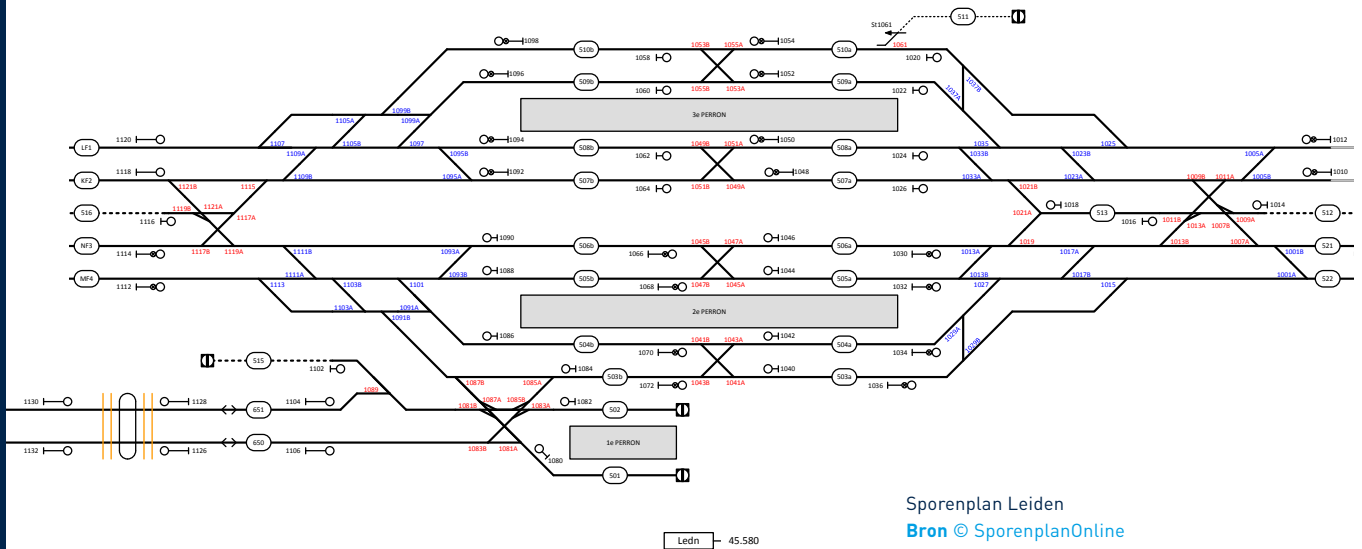 511
St1061
1098
510b
1053B
1055A
1054
510a
1061
1058
1020
1096
509b
1052
509a
1060
1055B
1053A
1022
1037A
1037B
1099B
1105A
1099A
3e PERRON
LF1
1120
1107
1105B
1097
1094
508b
1049B
1051A
1050
508a
1035
1025
1012
1109A
1095B
1062
1024
1033B
1023B
1005A
KF2
1118
1109B
1095A
1092
507b
1048
507a
1033A
1023A
1009B
1011A
1005B
1010
1121B
1115
1064
1051B
1049A
1026
1021B
516
1119B
1121A
1117A
1116
1021A
1018
513
1016
1011B
1013A
1007B
1009A
1014
512
NF3
1114
1117B
1119A
1111B
1093A
1090
506b
1066
1045B
1047A
1046
506a
1030
1013A
1019
1017A
1013B
1007A
1001B
521
MF4
1112
1111A
1113
1103B
1101
1093B
1088
505b
1068
1047B
1045A
1044
505a
1032
1013B
1027
1017B
1015
1001A
522
1103A
1091A
1091B
2e PERRON
1086
504b
1070
1041B
1043A
1042
504a
1034
1029A
1029B
515
1102
1084
503b
1072
1043B
1041A
1040
503a
1036
1089
1087B
1085A
1087A
1085B
1081B
1083A
1082
502
1130
1128
651
1104
1e PERRON
1132
1126
650
1106
1083B
1081A
1080
501
Sporenplan Leiden
Bron © SporenplanOnline
Ledn 45.580